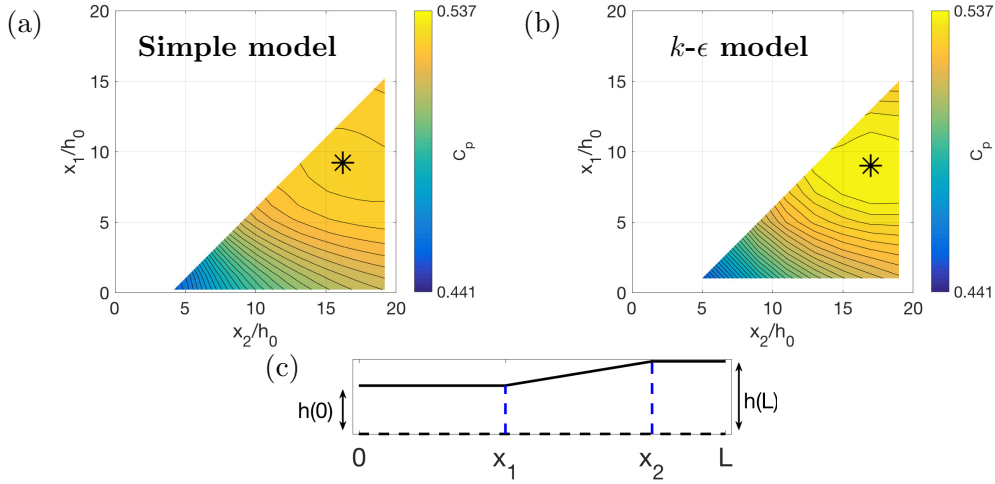 (a)
Simple model
20
15
10
5
0
x1/h0
0 5 10 15 20
x2/h0
0.537
Cp
0.441
(b)
k-ϵ model
20
15
10
5
0
x1/h0
0 5 10 15 20
x2/h0
0.537
Cp
0.441
(c)
h(0)
h(L)
0 x1 x2 L